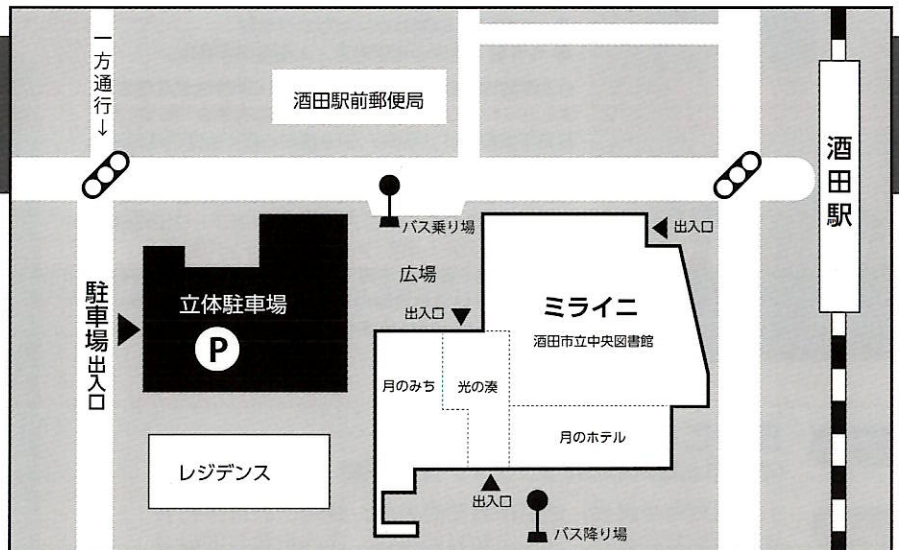 一方通行↓
酒田駅前郵便局
酒田駅
バス乗り場
出入口
広場
ミライニ
酒田市立中央図書館
出入口
立体駐車場
P
駐車場出入口
月のみち
光の湊
月のホテル
レジデンス
出入口
バス降り場